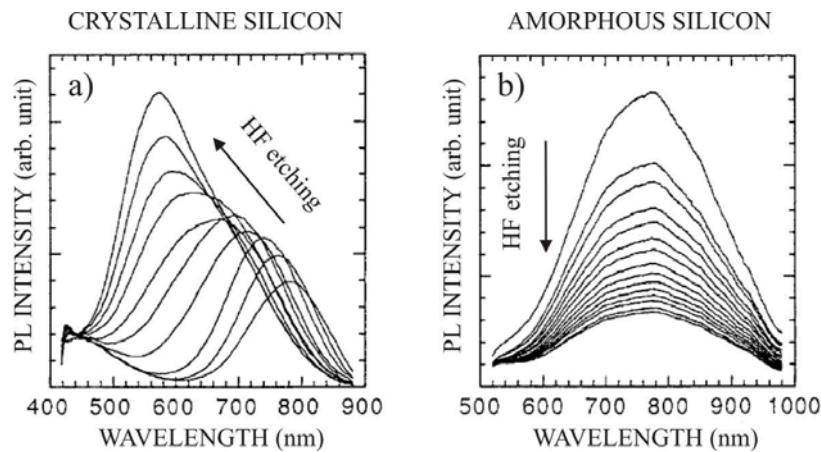 CRYSTALLINE SILICON
a)
HF etching
PL INTENSITY (arb. unit)
400 500 600 700 800 900
WAVELENGTH (nm)
AMORPHOUS SILICON
b)
HF etching
PL INTENSITY (arb. unit)
500 600 700 800 900 1000
WAVELENGTH (nm)